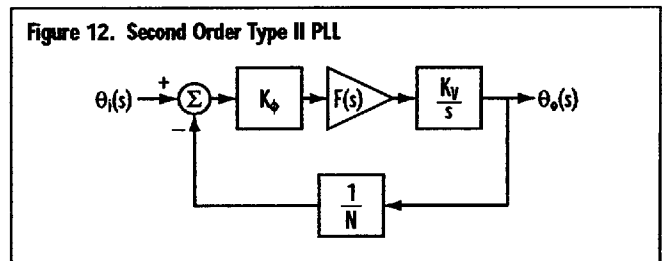 Figure 12. Second Order Type II PLL
θi(s) + Σ Kϕ F(s) KV/s θo(s)
−
1/N